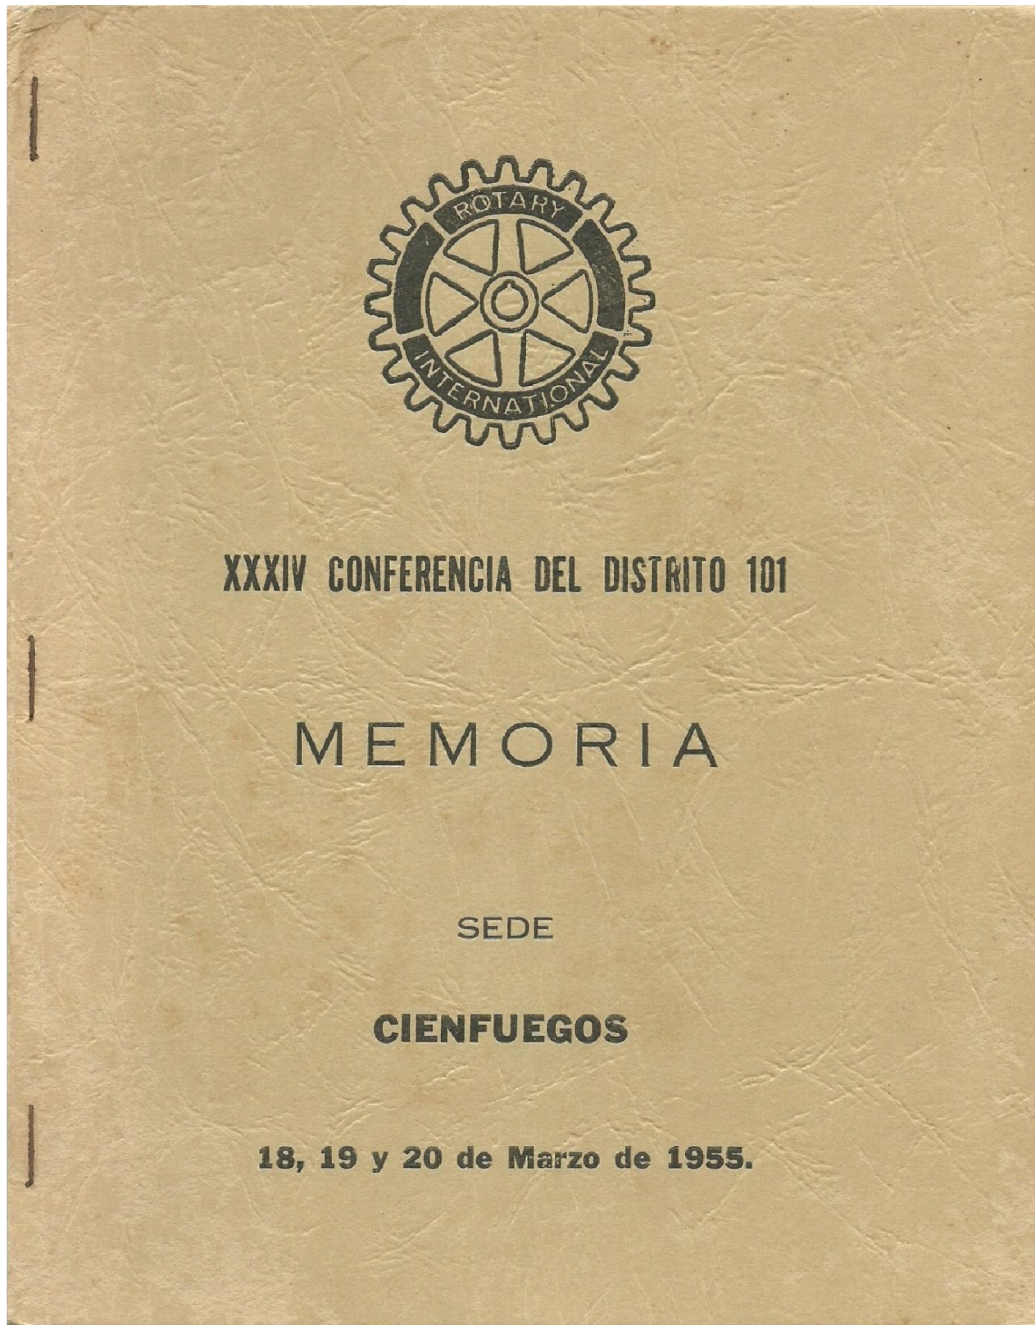 ROTARY
INTERNATIONAL
XXXIV CONFERENCIA DEL DISTRITO 101
MEMORIA
SEDE
CIENFUEGOS
18, 19 y 20 de Marzo de 1955.